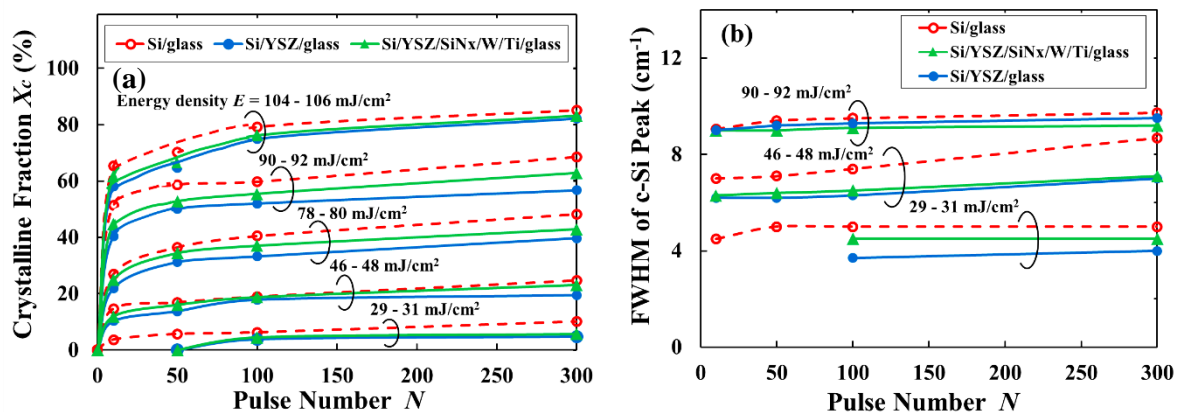 Si/glass
Si/YSZ/glass
Si/YSZ/SiNx/W/Ti/glass
(a)
Energy density E = 104 - 106 mJ/cm²
90 - 92 mJ/cm²
78 - 80 mJ/cm²
46 - 48 mJ/cm²
29 - 31 mJ/cm²
Crystalline Fraction Xc (%)
100
80
60
40
20
0
0
50
100
150
200
250
300
Pulse Number N
(b)
Si/glass
Si/YSZ/SiNx/W/Ti/glass
Si/YSZ/glass
90 - 92 mJ/cm²
46 - 48 mJ/cm²
29 - 31 mJ/cm²
FWHM of c-Si Peak (cm⁻¹)
12
8
4
0
0
50
100
150
200
250
300
Pulse Number N